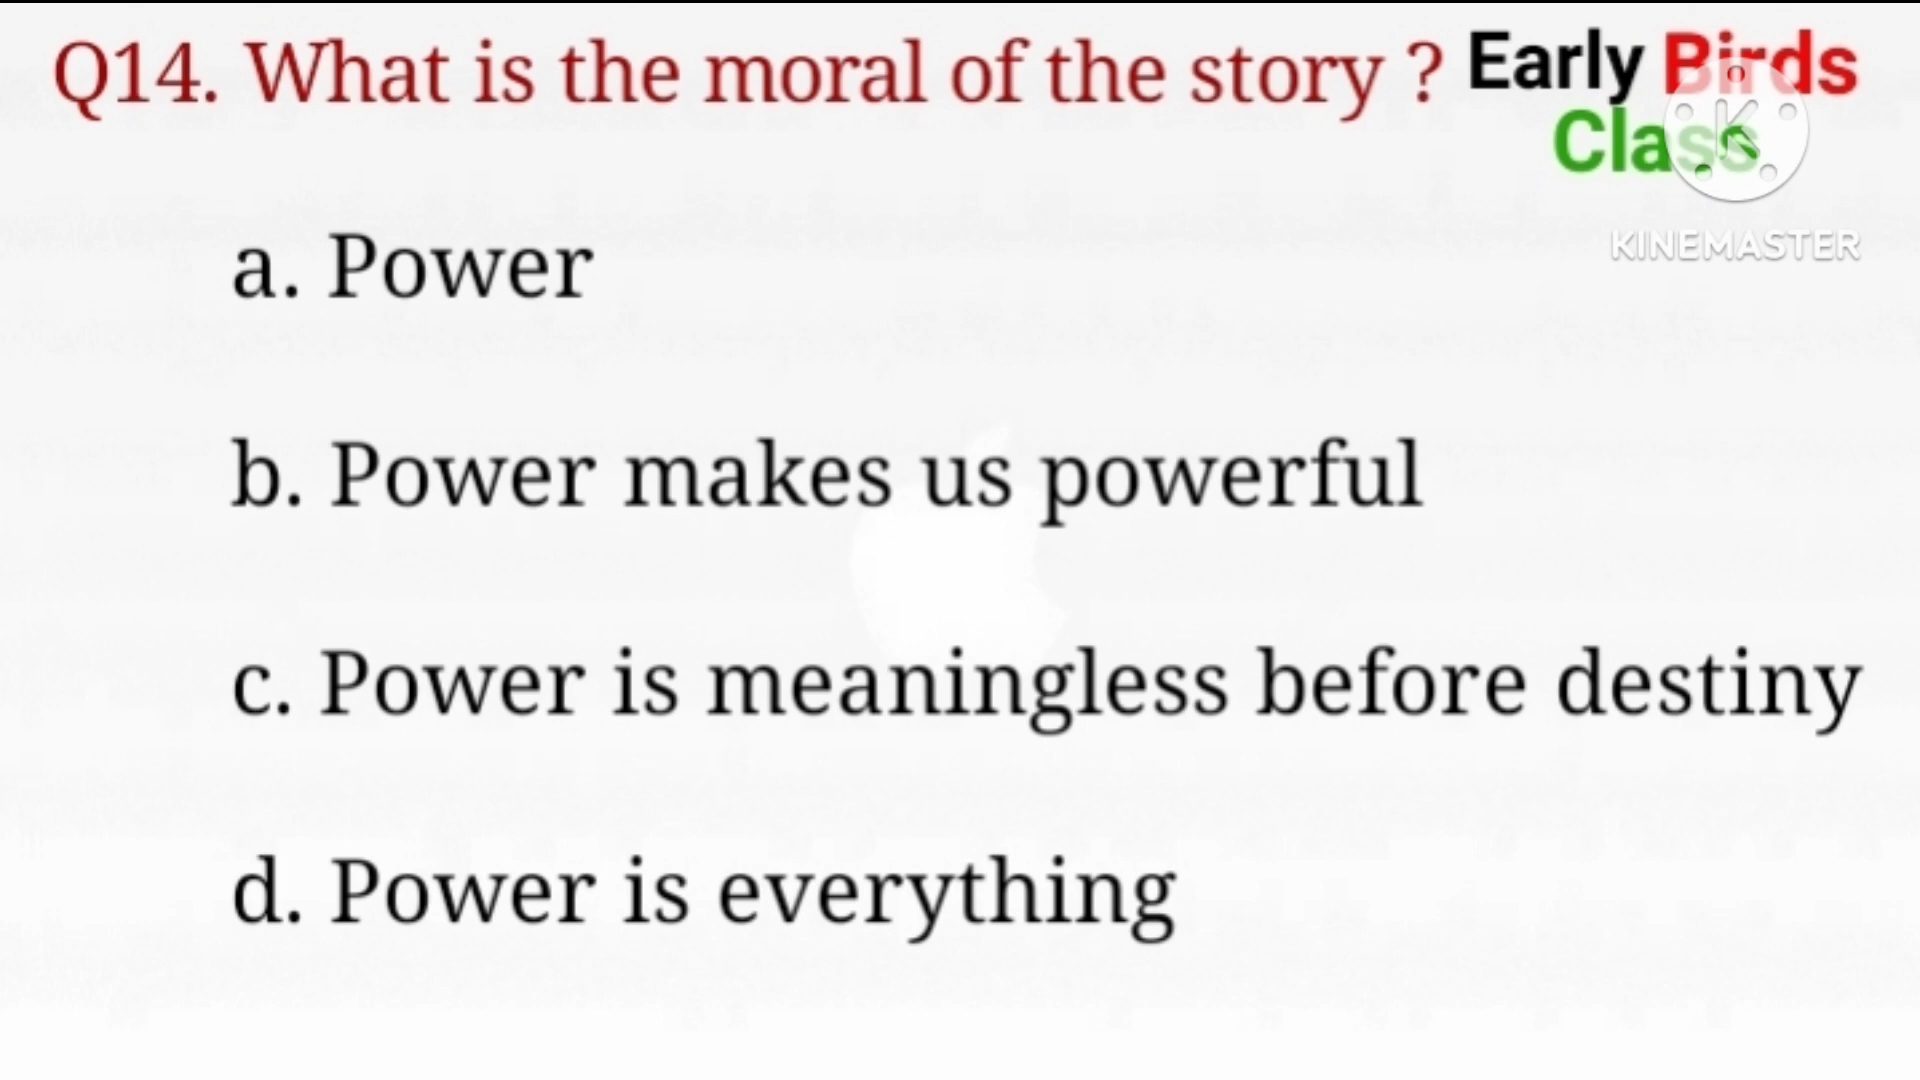 Q14. What is the moral of the story ?
Early Birds
Class
KINEMASTER
a. Power
b. Power makes us powerful
c. Power is meaningless before destiny
d. Power is everything